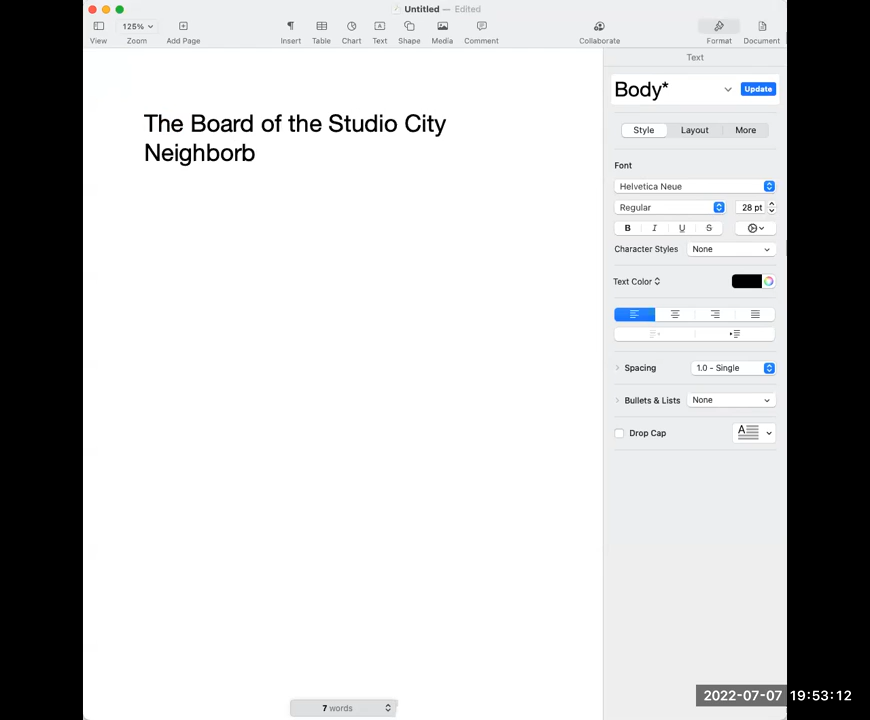 Untitled — Edited
125%
View Zoom Add Page Insert Table Chart Text Shape Media Comment Collaborate Format Document
Text
Body*
Update
Style Layout More
Font
Helvetica Neue
Regular 28 pt
B I U S
Character Styles None
Text Color
Spacing 1.0 - Single
Bullets & Lists None
Drop Cap A
The Board of the Studio City
Neighborb
7 words
2022-07-07 19:53:12